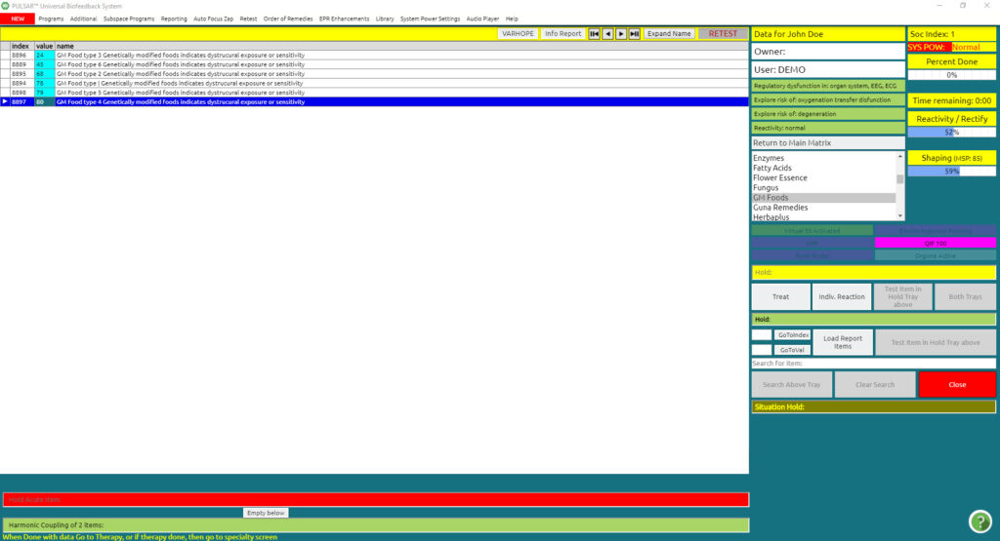 PULSAR™ Universal Biofeedback System
NEW Programs Additional Subspace Programs Reporting Auto Focus Zap Retest Order of Remedies EPR Enhancements Library System Power Settings Audio Player Help
VARHOPE Info Report Expand Name RETEST
index value name
8896 24 GM Food type 3 Genetically modified foods indicates dystrucural exposure or sensitivity
8889 45 GM Food type 6 Genetically modified foods indicates dystrucural exposure or sensitivity
8895 68 GM Food type 2 Genetically modified foods indicates dystrucural exposure or sensitivity
8894 78 GM Food type | Genetically modified foods indicates dystrucural exposure or sensitivity
8898 79 GM Food type 5 Genetically modified foods indicates dystrucural exposure or sensitivity
8897 80 GM Food type 4 Genetically modified foods indicates dystrucural exposure or sensitivity
Hold Acute Item
Empty below
Harmonic Coupling of 2 items:
When Done with data Go to Therapy, or if therapy done, then go to specialty screen
Data for John Doe
Owner:
User: DEMO
Regulatory dysfunction in: organ system, EEG, ECG
Explore risk of: oxygenation transfer disfunction
Explore risk of: degeneration
Reactivity: normal
Return to Main Matrix
Enzymes
Fatty Acids
Flower Essence
Fungus
GM Foods
Guna Remedies
Herbaplus
Soc Index: 1
SYS POW: Normal
Percent Done
0%
Time remaining: 0:00
Reactivity / Rectify
52%
Shaping (MSP: 85)
59%
Virtual SS Activated
QIF 100
Orgone Active
Hold:
Treat
Indiv. Reaction
Test Item in
Hold Tray
above
Both Trays
Hold:
GoToIndex
GoToVal
Load Report
Items
Test Item in Hold Tray above
Search for item:
Search Above Tray
Clear Search
Close
Situation Hold:
?